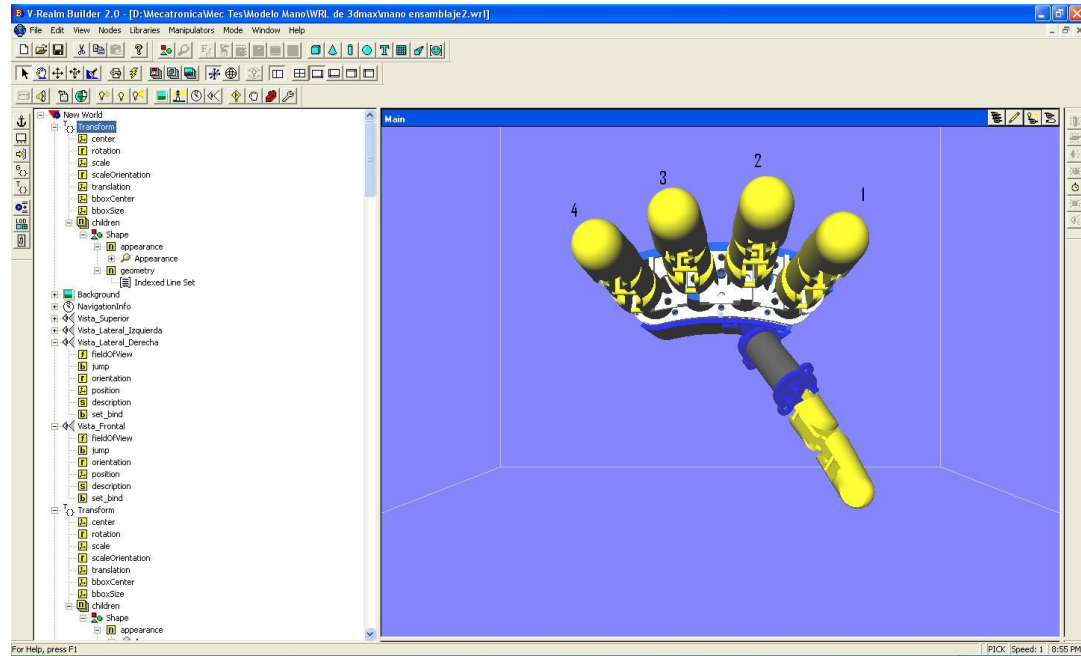 V-Realm Builder 2.0 - [D:\Mecatronica\Mec Tes\Modelo Mano\WRL de 3dmax\mano ensamblaje2.wrl]
File Edit View Nodes Libraries Manipulators Mode Window Help
New World
Transform
center
rotation
scale
scaleOrientation
translation
bboxCenter
bboxSize
children
Shape
appearance
Appearance
geometry
Indexed Line Set
Background
NavigationInfo
Vista_Superior
Vista_Lateral_Izquierda
Vista_Lateral_Derecha
fieldOfView
jump
orientation
position
description
set_bind
Vista_Frontal
fieldOfView
jump
orientation
position
description
set_bind
Transform
center
rotation
scale
scaleOrientation
translation
bboxCenter
bboxSize
children
Shape
appearance
Main
2
3
1
4
For Help, press F1
PICK Speed: 1 8:55 PM